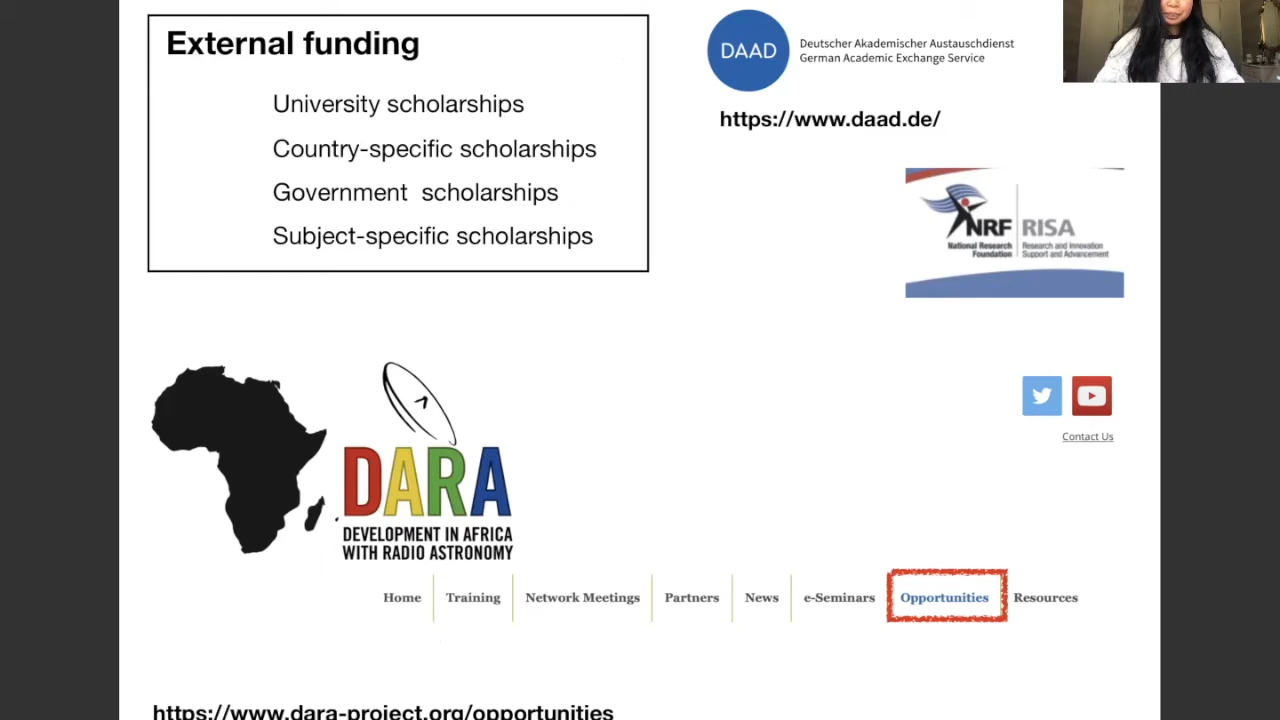 External funding
University scholarships
Country-specific scholarships
Government scholarships
Subject-specific scholarships
DAAD
Deutscher Akademischer Austauschdienst
German Academic Exchange Service
https://www.daad.de/
NRF
National Research
Foundation
RISA
Research and Innovation
Support and Advancement
Contact Us
DARA
DEVELOPMENT IN AFRICA
WITH RADIO ASTRONOMY
Home Training Network Meetings Partners News e-Seminars Opportunities Resources
https://www.dara-project.org/opportunities